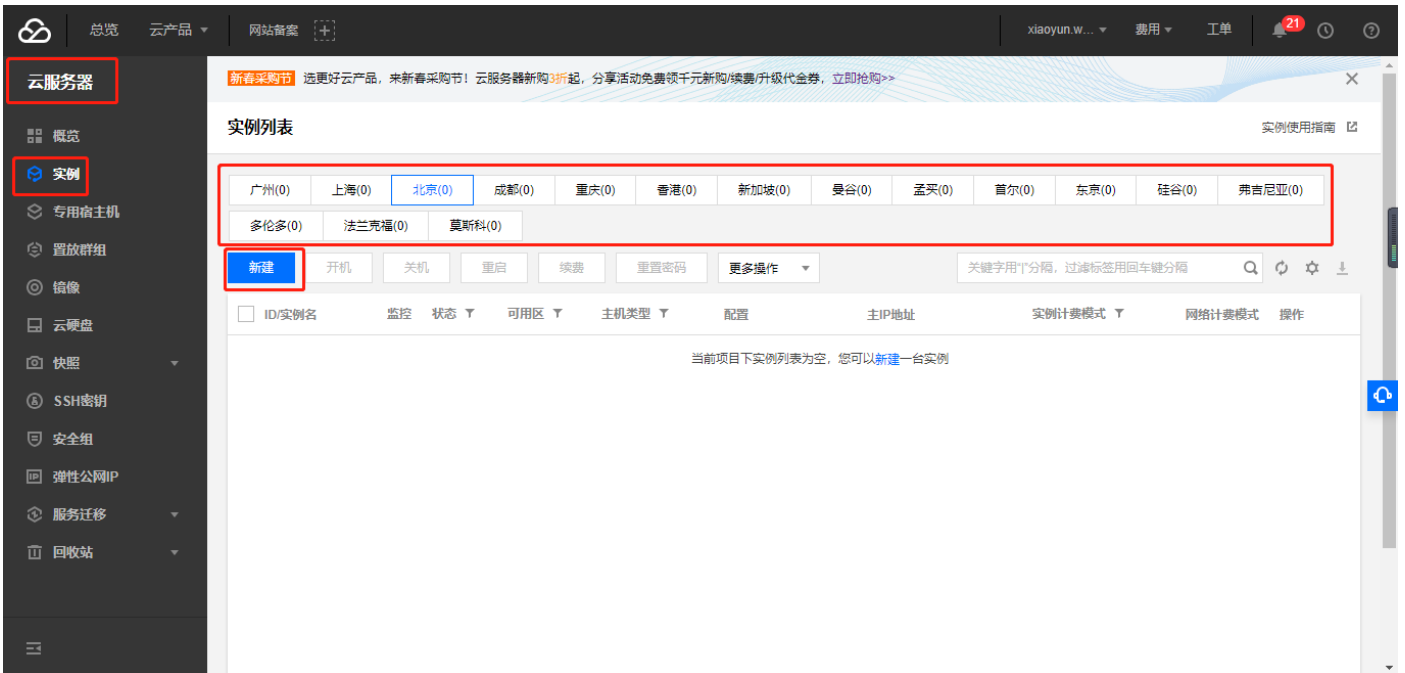 总览 云产品 网站备案 xiaoyun.w... 费用 工单 21
云服务器
概览
实例
专用宿主机
置放群组
镜像
云硬盘
快照
SSH密钥
安全组
IP 弹性公网IP
服务迁移
回收站
新春采购节 选更好云产品，来新春采购节！云服务器新购3折起，分享活动免费领千元新购/续费/升级代金券，立即抢购>>
实例列表 实例使用指南
广州(0) 上海(0) 北京(0) 成都(0) 重庆(0) 香港(0) 新加坡(0) 曼谷(0) 孟买(0) 首尔(0) 东京(0) 硅谷(0) 弗吉尼亚(0)
多伦多(0) 法兰克福(0) 莫斯科(0)
新建 开机 关机 重启 续费 重置密码 更多操作 关键字用"|"分隔，过滤标签用回车键分隔
ID/实例名 监控 状态 可用区 主机类型 配置 主IP地址 实例计费模式 网络计费模式 操作
当前项目下实例列表为空，您可以新建一台实例